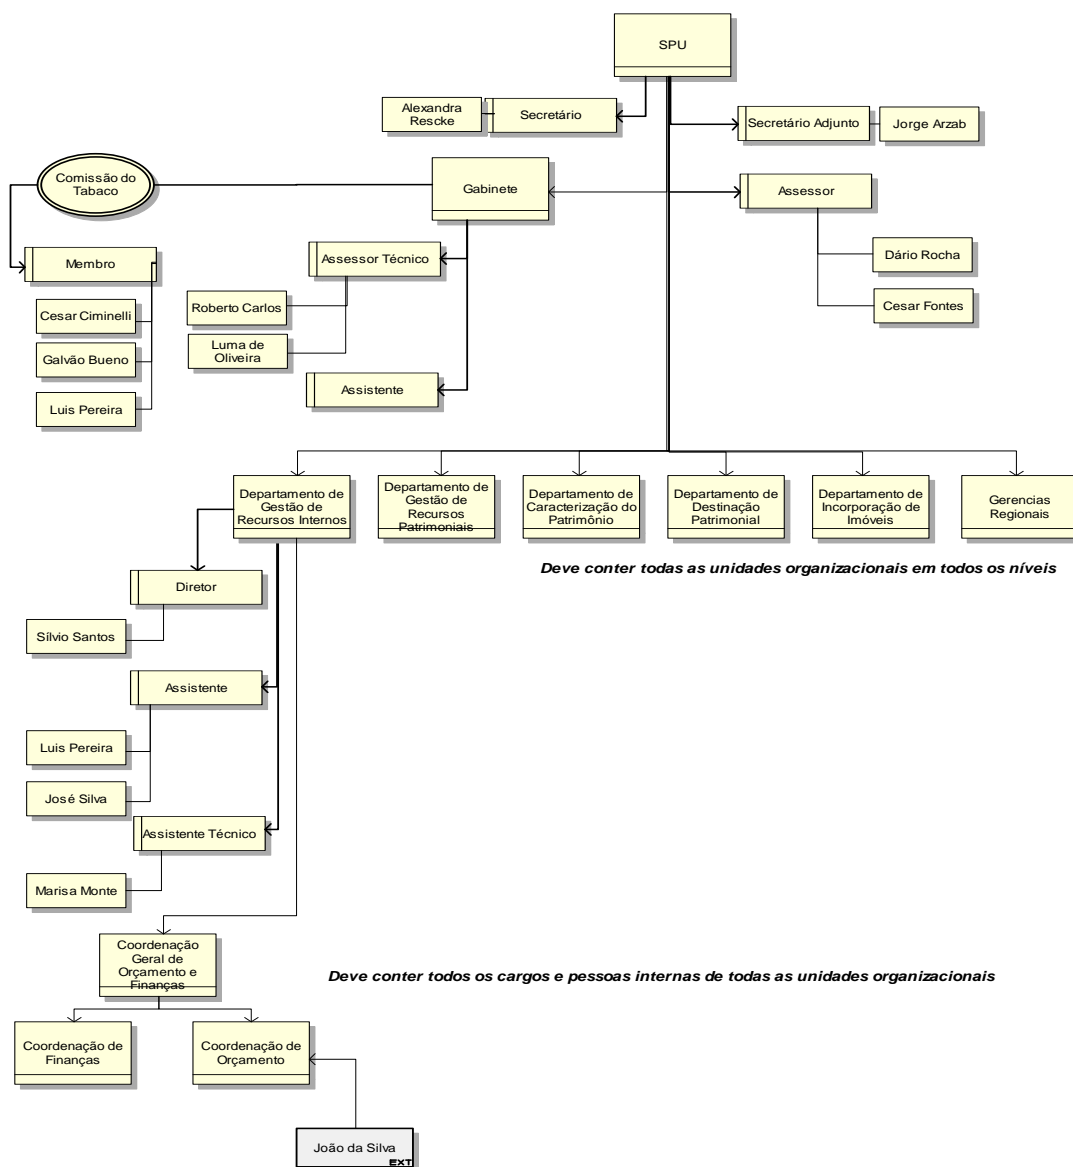 SPU
Alexandra
Rescke
Secretário
Secretário Adjunto
Jorge Arzab
Comissão do
Tabaco
Gabinete
Assessor
Membro
Assessor Técnico
Dário Rocha
Cesar Ciminelli
Roberto Carlos
Cesar Fontes
Galvão Bueno
Luma de
Oliveira
Luis Pereira
Assistente
Departamento de
Gestão de
Recursos Internos
Departamento de
Gestão de
Recursos
Patrimoniais
Departamento de
Caracterização do
Patrimônio
Departamento de
Destinação
Patrimonial
Departamento de
Incorporação de
Imóveis
Gerencias
Regionais
Deve conter todas as unidades organizacionais em todos os níveis
Diretor
Sílvio Santos
Assistente
Luis Pereira
José Silva
Assistente Técnico
Marisa Monte
Coordenação
Geral de
Orçamento e
Finanças
Deve conter todos os cargos e pessoas internas de todas as unidades organizacionais
Coordenação de
Finanças
Coordenação de
Orçamento
João da Silva
EXT